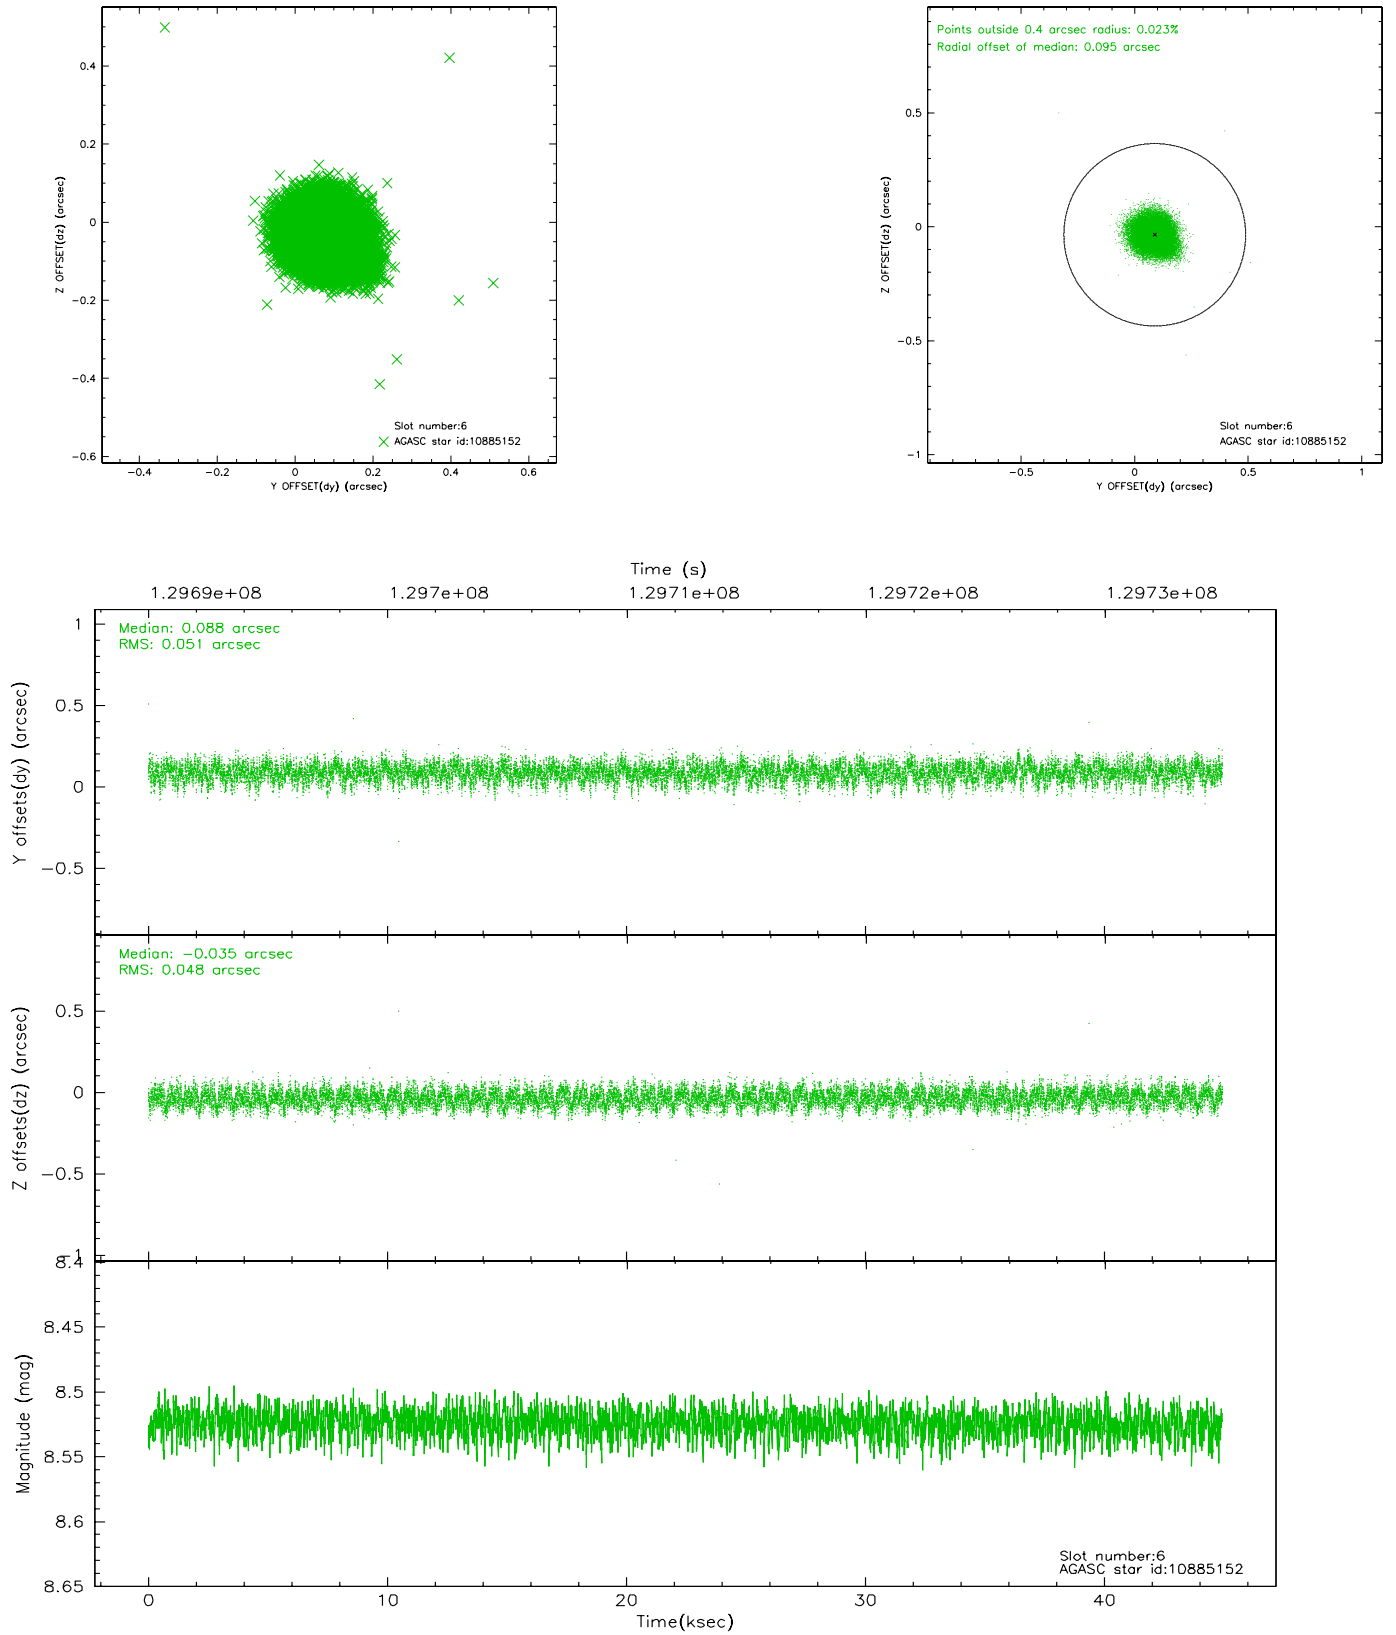 0.4
0.2
0
−0.2
−0.4
−0.6
Z OFFSET(dz) (arcsec)
Slot number:6
AGASC star id:10885152
−0.4 −0.2 0 0.2 0.4 0.6
Y OFFSET(dy) (arcsec)
Points outside 0.4 arcsec radius: 0.023%
Radial offset of median: 0.095 arcsec
0.5
0
−0.5
−1
Z OFFSET(dz) (arcsec)
Slot number:6
AGASC star id:10885152
−0.5 0 0.5 1
Y OFFSET(dy) (arcsec)
Time (s)
1.2969e+08 1.297e+08 1.2971e+08 1.2972e+08 1.2973e+08
Median: 0.088 arcsec
RMS: 0.051 arcsec
1
0.5
0
−0.5
Y offsets(dy) (arcsec)
Median: −0.035 arcsec
RMS: 0.048 arcsec
0.5
0
−0.5
−1
Z offsets(dz) (arcsec)
8.4
8.45
8.5
8.55
8.6
8.65
Magnitude (mag)
Slot number:6
AGASC star id:10885152
0 10 20 30 40
Time(ksec)